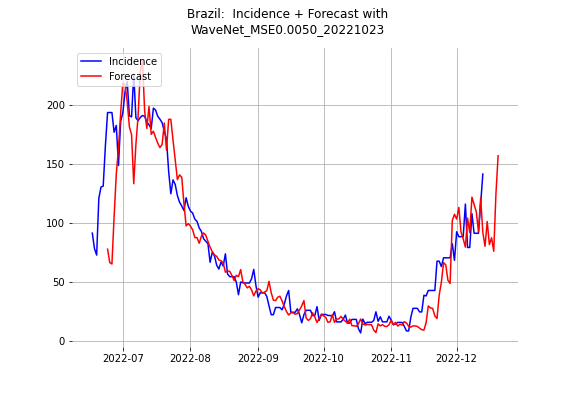 Brazil:  Incidence + Forecast with
WaveNet_MSE0.0050_20221023
Incidence
Forecast
200
150
100
50
0
2022-07 2022-08 2022-09 2022-10 2022-11 2022-12